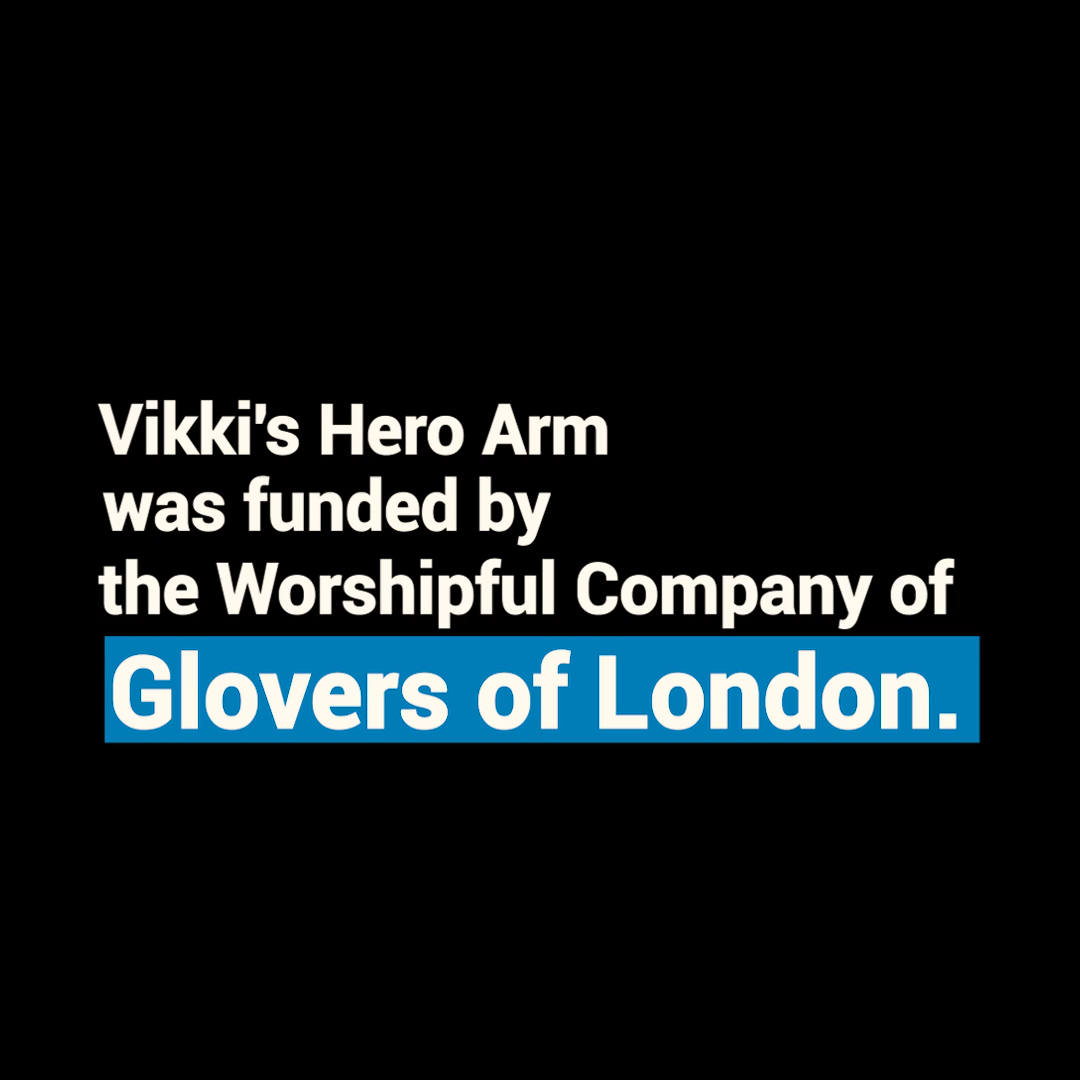 Vikki's Hero Arm
was funded by
the Worshipful Company of
Glovers of London.